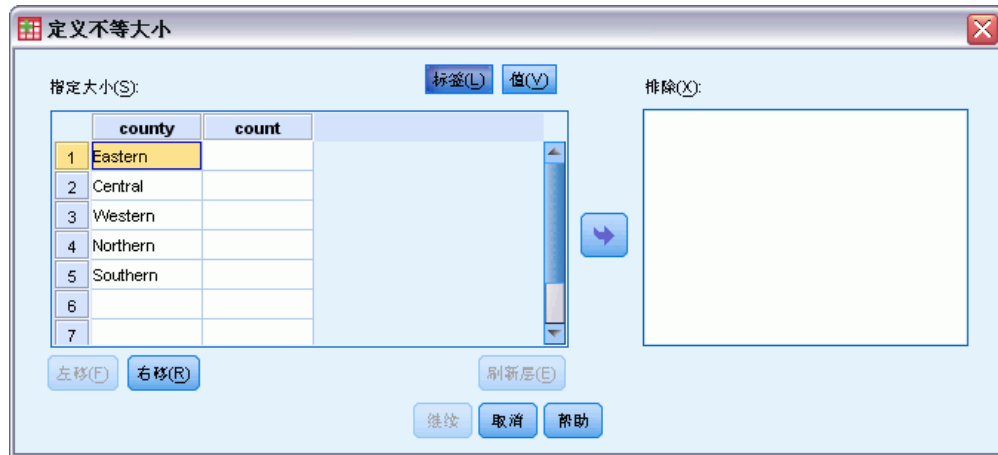 定义不等大小
指定大小(S):
标签(L) 值(V)
排除(X):
county count
1 Eastern
2 Central
3 Western
4 Northern
5 Southern
6
7
左移(F) 右移(R) 刷新层(E)
继续 取消 帮助